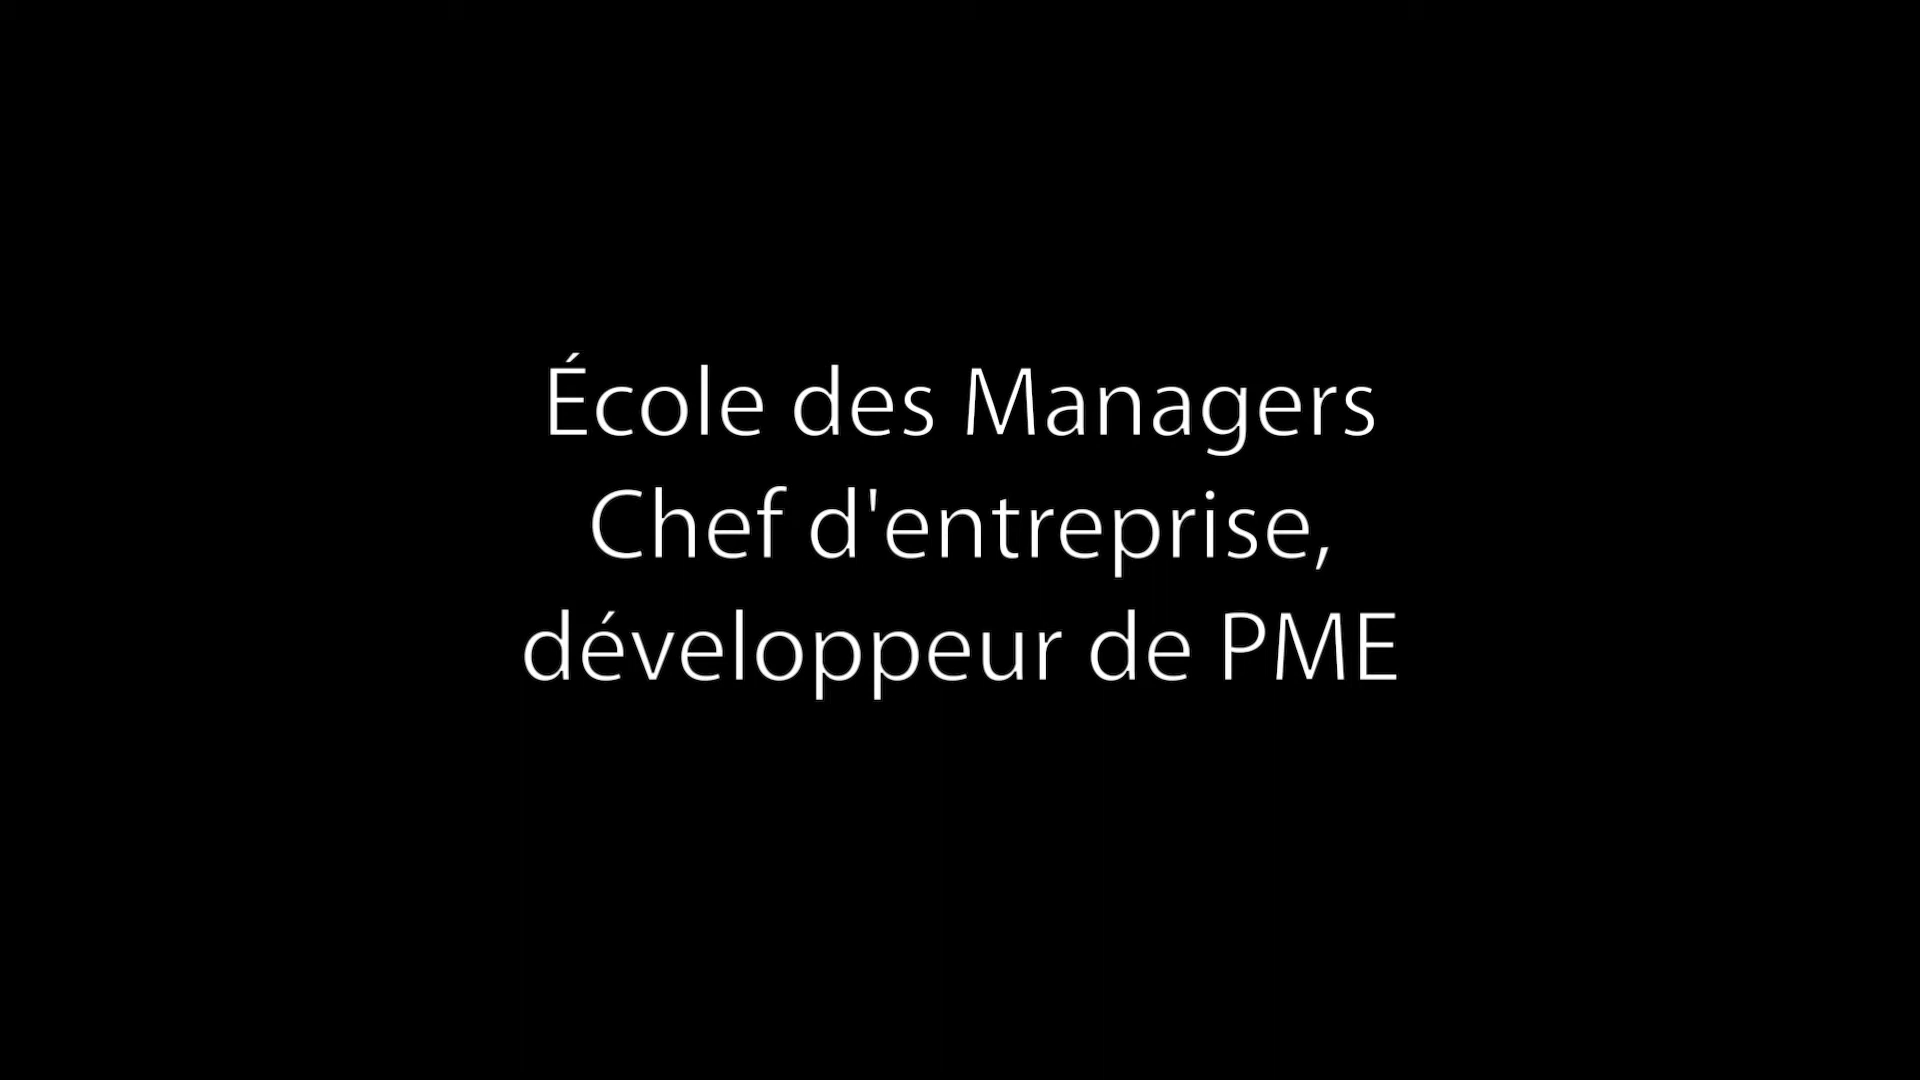 École des Managers
Chef d'entreprise,
développeur de PME